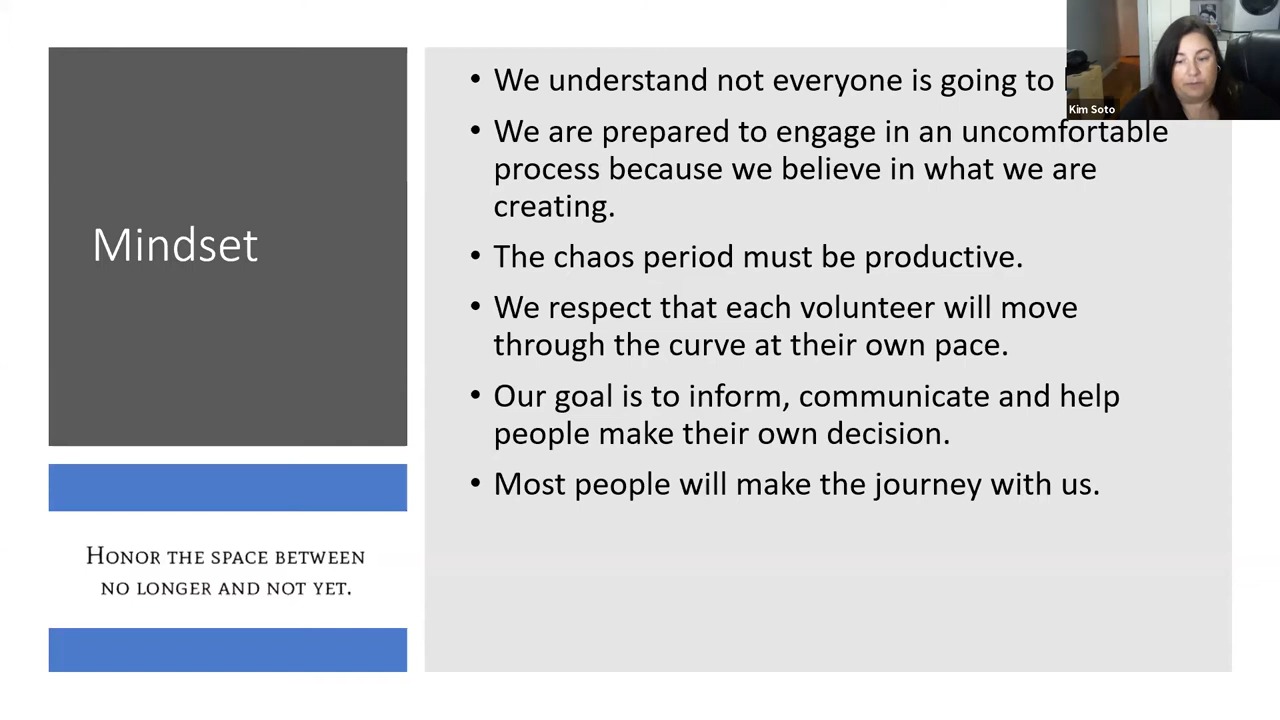 Mindset
HONOR THE SPACE BETWEEN
NO LONGER AND NOT YET.
• We understand not everyone is going to
• We are prepared to engage in an uncomfortable
process because we believe in what we are
creating.
• The chaos period must be productive.
• We respect that each volunteer will move
through the curve at their own pace.
• Our goal is to inform, communicate and help
people make their own decision.
• Most people will make the journey with us.
Kim Soto